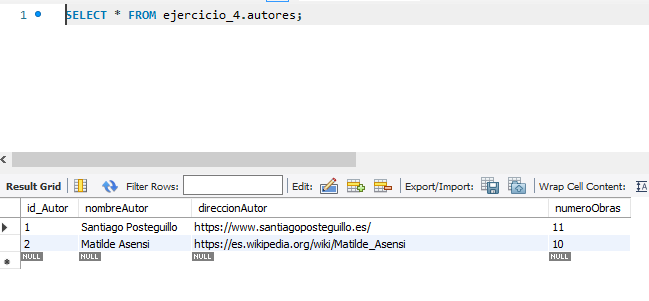 1 SELECT * FROM ejercicio_4.autores;
Result Grid Filter Rows: Edit: Export/Import: Wrap Cell Content: IA
id_Autor nombreAutor direccionAutor numeroObras
1 Santiago Posteguillo https://www.santiagoposteguillo.es/ 11
2 Matilde Asensi https://es.wikipedia.org/wiki/Matilde_Asensi 10
NULL NULL NULL NULL